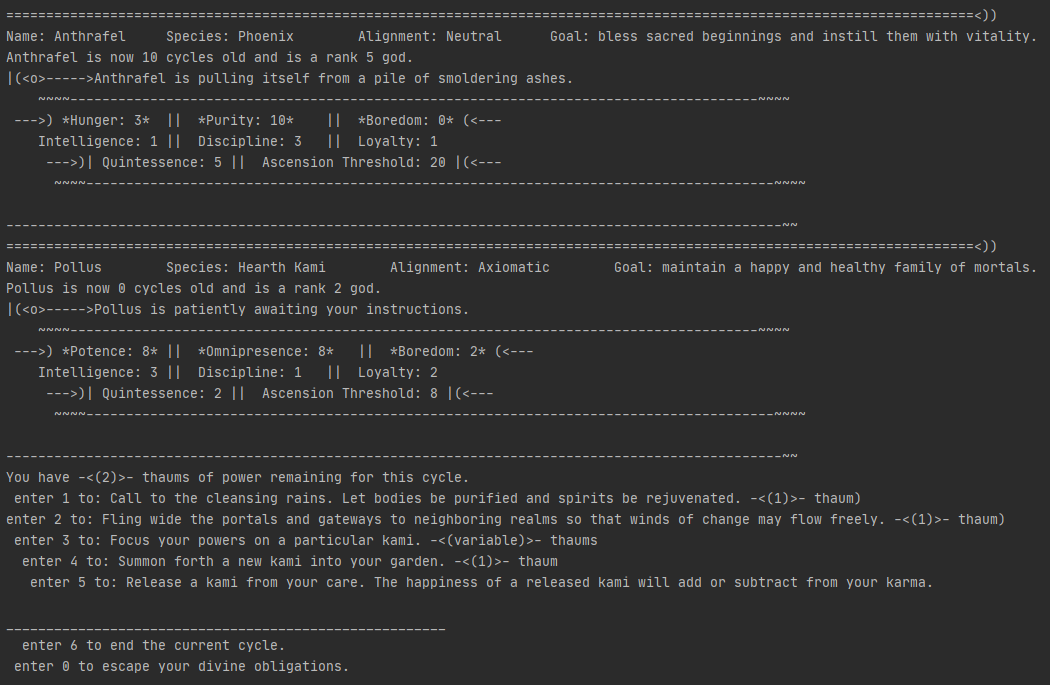 =========================================================================================================================<))
Name: Anthrafel     Species: Phoenix        Alignment: Neutral      Goal: bless sacred beginnings and instill them with vitality.
Anthrafel is now 10 cycles old and is a rank 5 god.
|(<o>----->Anthrafel is pulling itself from a pile of smoldering ashes.
    ~~~~--------------------------------------------------------------------------------------~~~~
 --->) *Hunger: 3*  ||  *Purity: 10*    ||  *Boredom: 0* (<---
    Intelligence: 1 ||  Discipline: 3   ||  Loyalty: 1
     --->)| Quintessence: 5 ||  Ascension Threshold: 20 |(<---
      ~~~~--------------------------------------------------------------------------------------~~~~
-------------------------------------------------------------------------------------------------~~
=========================================================================================================================<))
Name: Pollus        Species: Hearth Kami        Alignment: Axiomatic        Goal: maintain a happy and healthy family of mortals.
Pollus is now 0 cycles old and is a rank 2 god.
|(<o>----->Pollus is patiently awaiting your instructions.
    ~~~~--------------------------------------------------------------------------------------~~~~
 --->) *Potence: 8* ||  *Omnipresence: 8*   ||  *Boredom: 2* (<---
    Intelligence: 3 ||  Discipline: 1   ||  Loyalty: 2
     --->)| Quintessence: 2 ||  Ascension Threshold: 8 |(<---
      ~~~~--------------------------------------------------------------------------------------~~~~
-------------------------------------------------------------------------------------------------~~
You have -<(2)>- thaums of power remaining for this cycle.
 enter 1 to: Call to the cleansing rains. Let bodies be purified and spirits be rejuvenated. -<(1)>- thaum)
enter 2 to: Fling wide the portals and gateways to neighboring realms so that winds of change may flow freely. -<(1)>- thaum)
 enter 3 to: Focus your powers on a particular kami. -<(variable)>- thaums
  enter 4 to: Summon forth a new kami into your garden. -<(1)>- thaum
   enter 5 to: Release a kami from your care. The happiness of a released kami will add or subtract from your karma.
_______________________________________________________
  enter 6 to end the current cycle.
 enter 0 to escape your divine obligations.